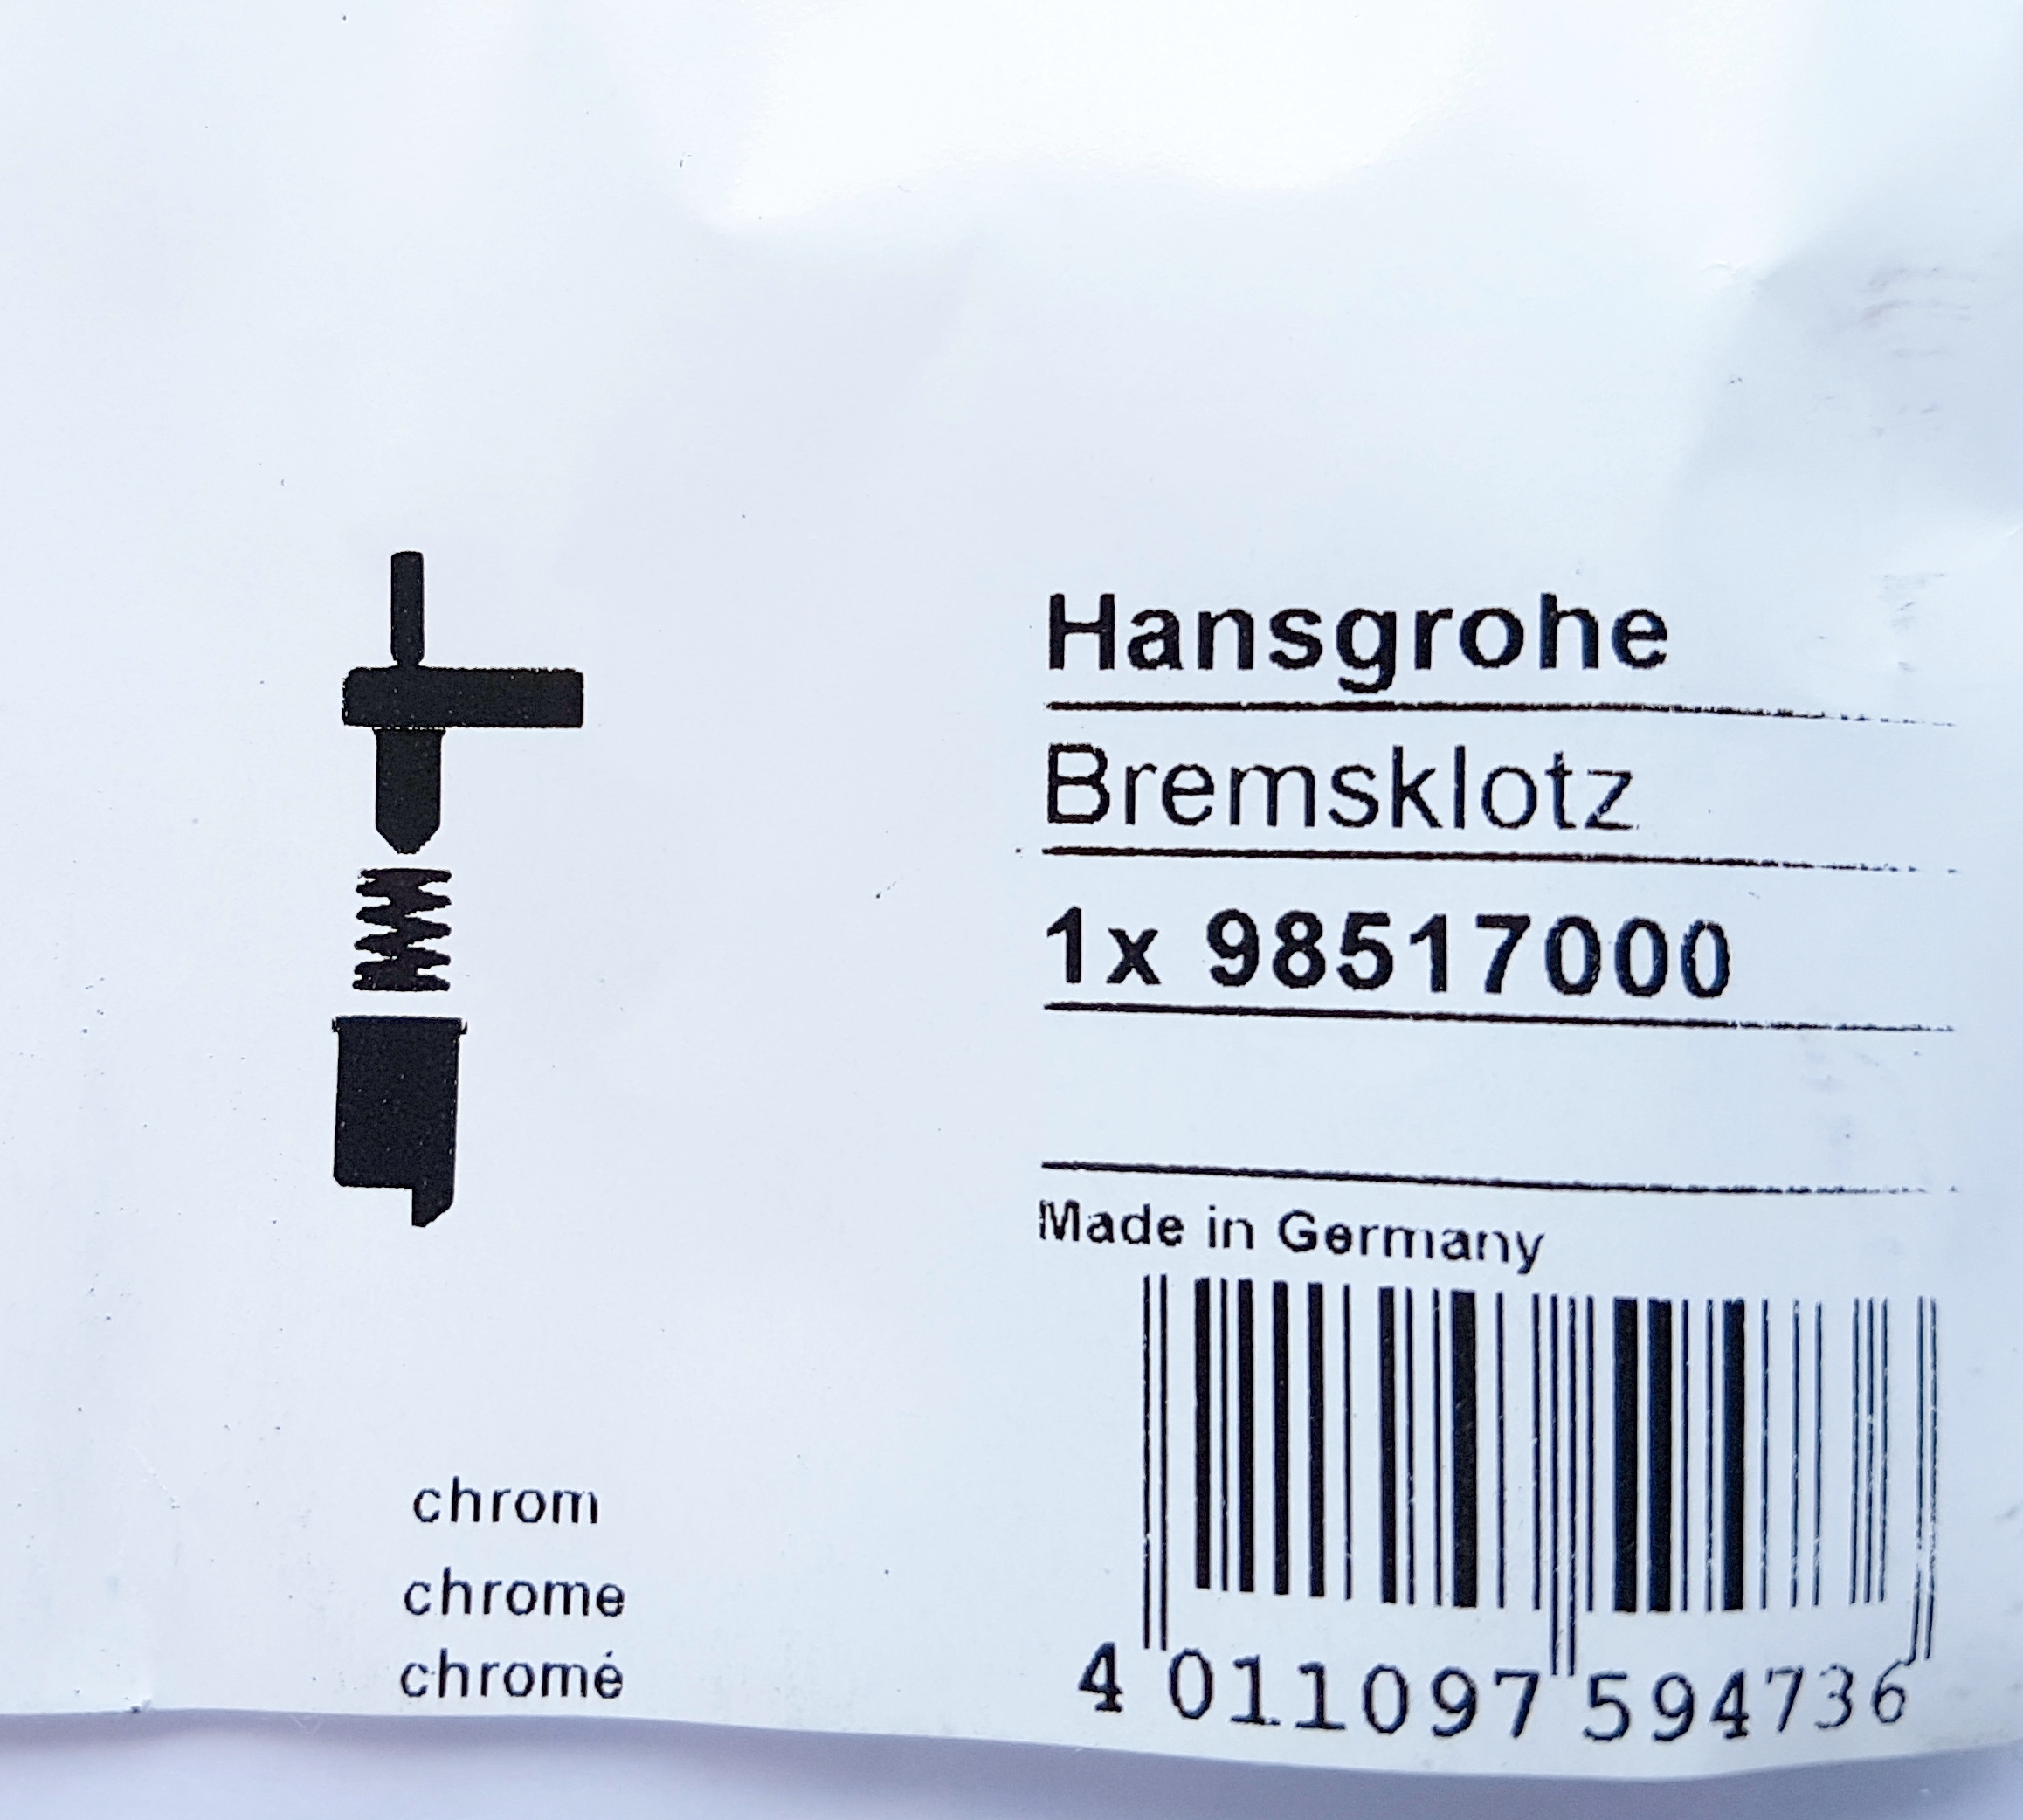 Hansgrohe
Bremsklotz
1x 98517000
Made in Germany
4 011097 594736
chrom
chrome
chromé